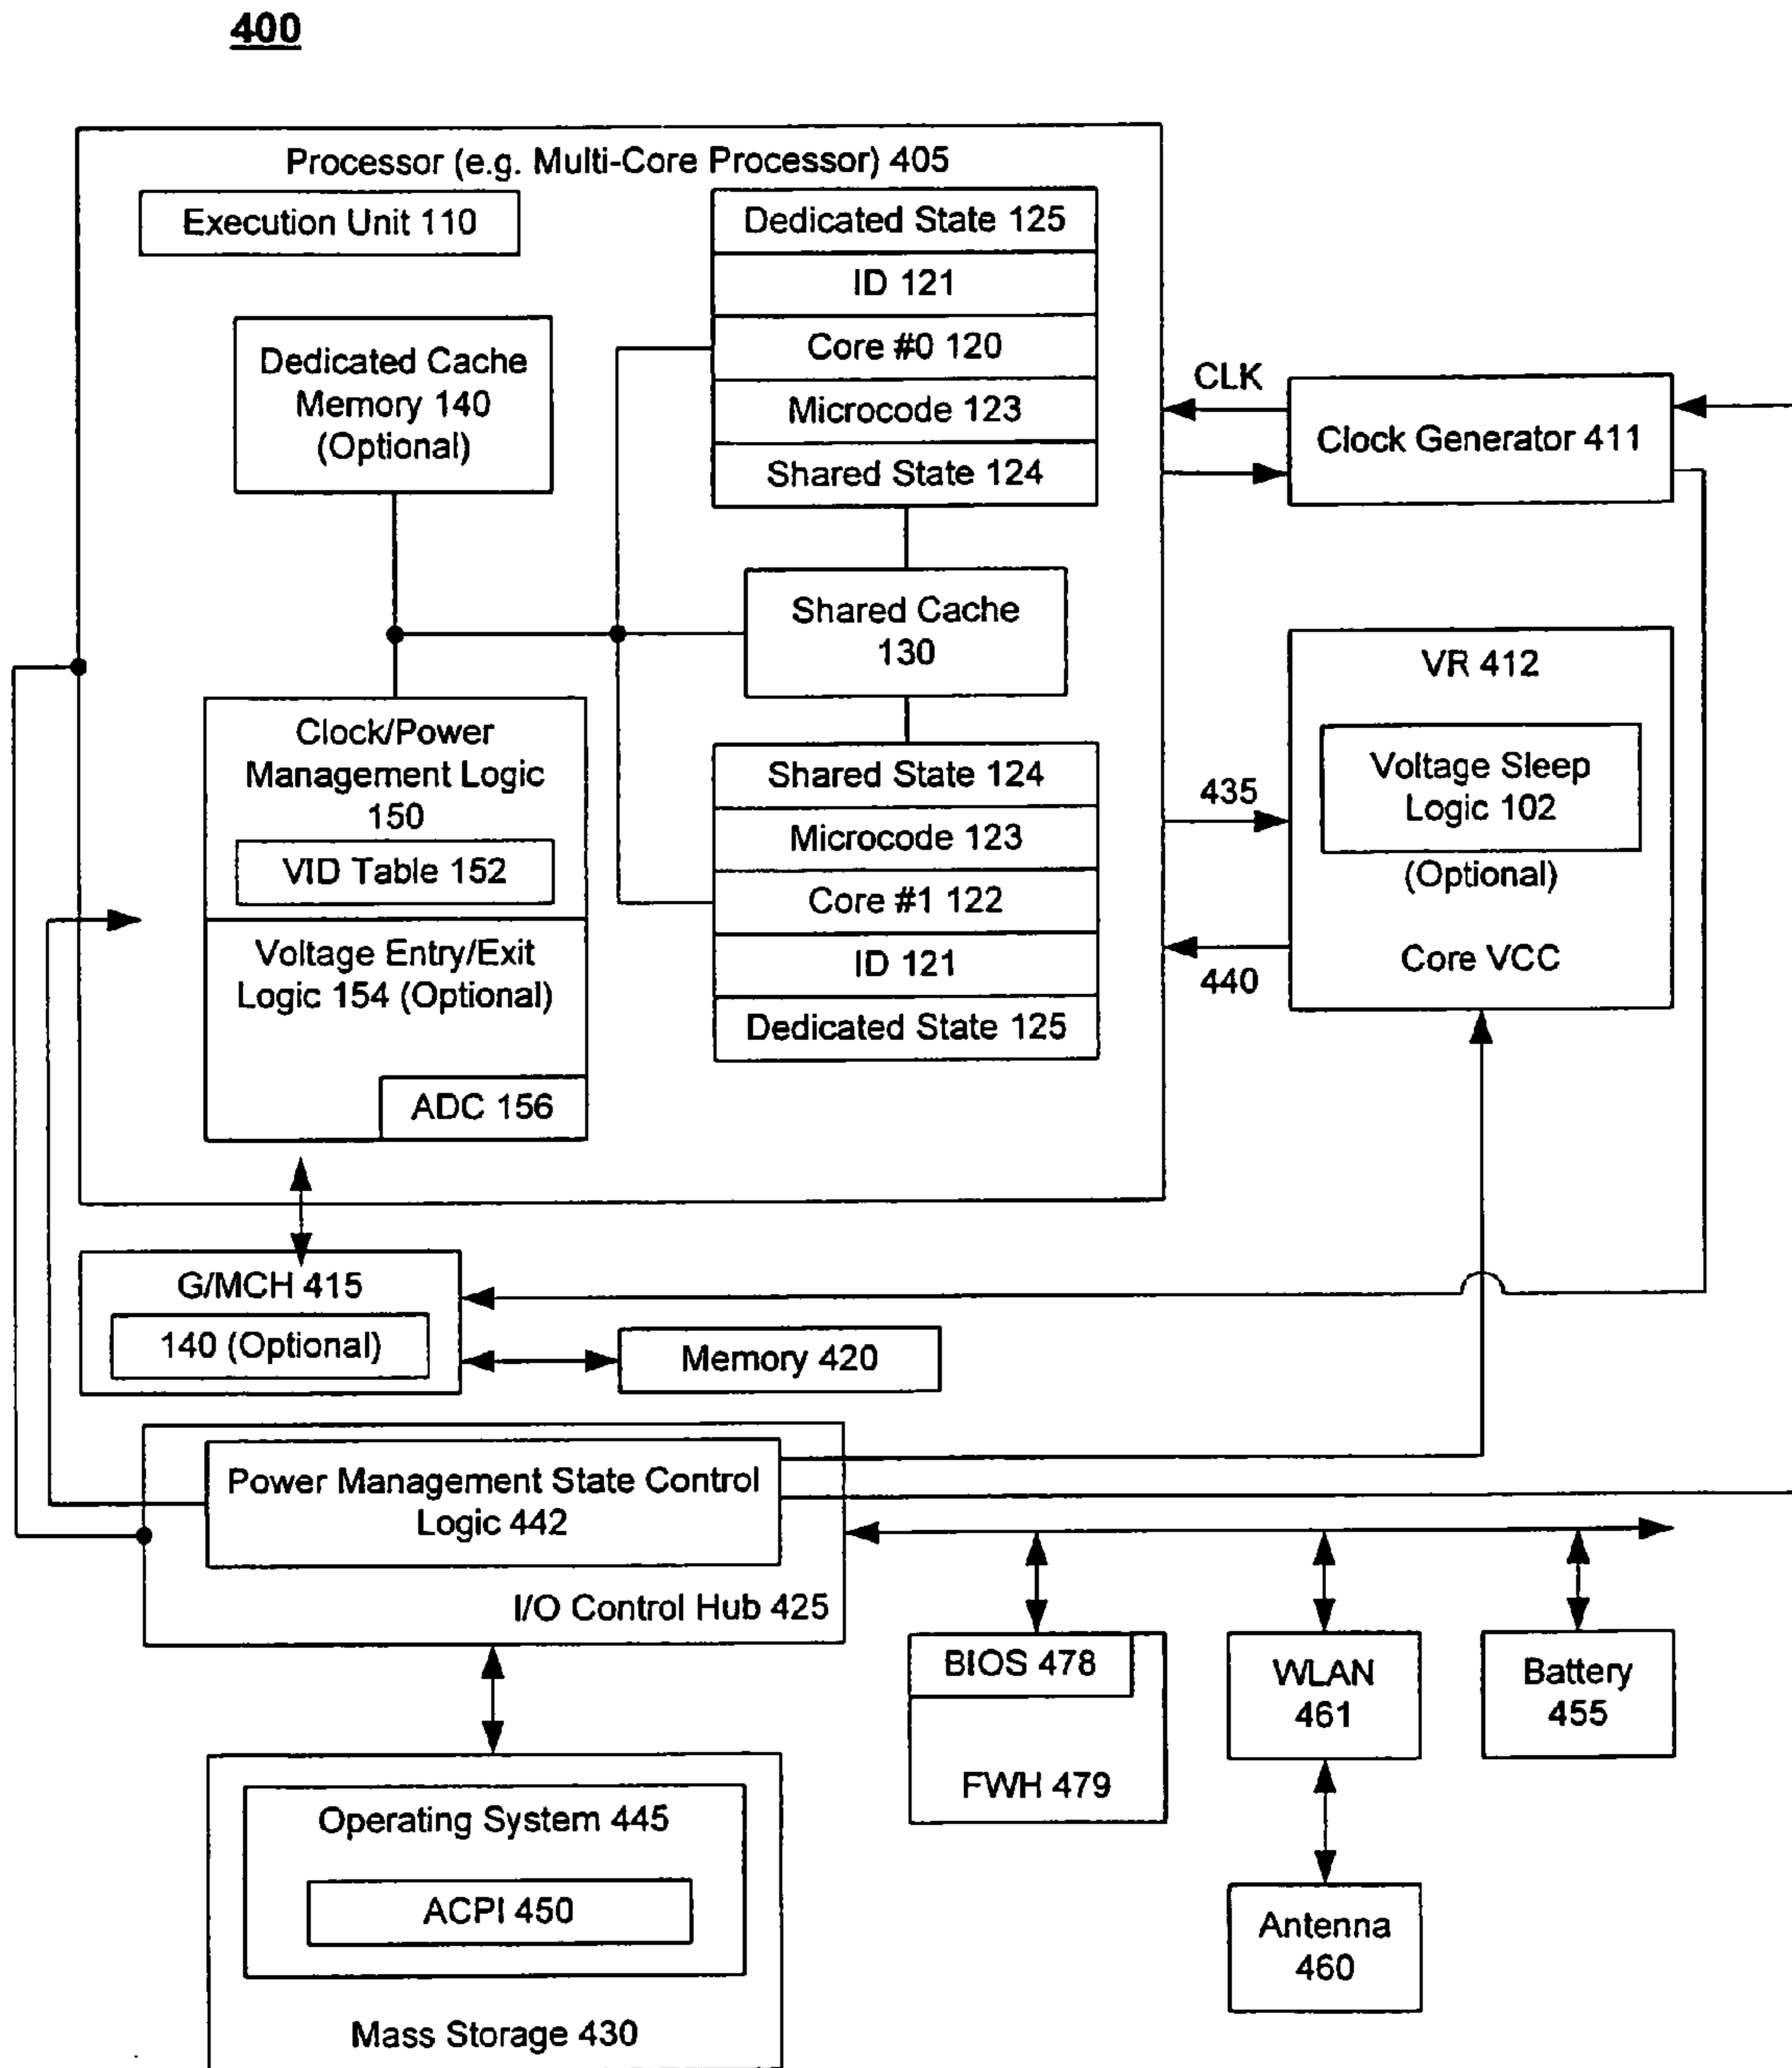 400
Processor (e.g. Multi-Core Processor) 405
Execution Unit 110
Dedicated State 125
ID 121
Core #0 120
Microcode 123
Shared State 124
Dedicated Cache
Memory 140
(Optional)
CLK
Clock Generator 411
Shared Cache
130
VR 412
Voltage Sleep
Logic 102
(Optional)
Core VCC
Clock/Power
Management Logic
150
VID Table 152
Voltage Entry/Exit
Logic 154 (Optional)
ADC 156
Shared State 124
Microcode 123
Core #1 122
ID 121
Dedicated State 125
435
440
G/MCH 415
140 (Optional)
Memory 420
Power Management State Control
Logic 442
I/O Control Hub 425
BIOS 478
FWH 479
WLAN
461
Battery
455
Operating System 445
ACPI 450
Mass Storage 430
Antenna
460